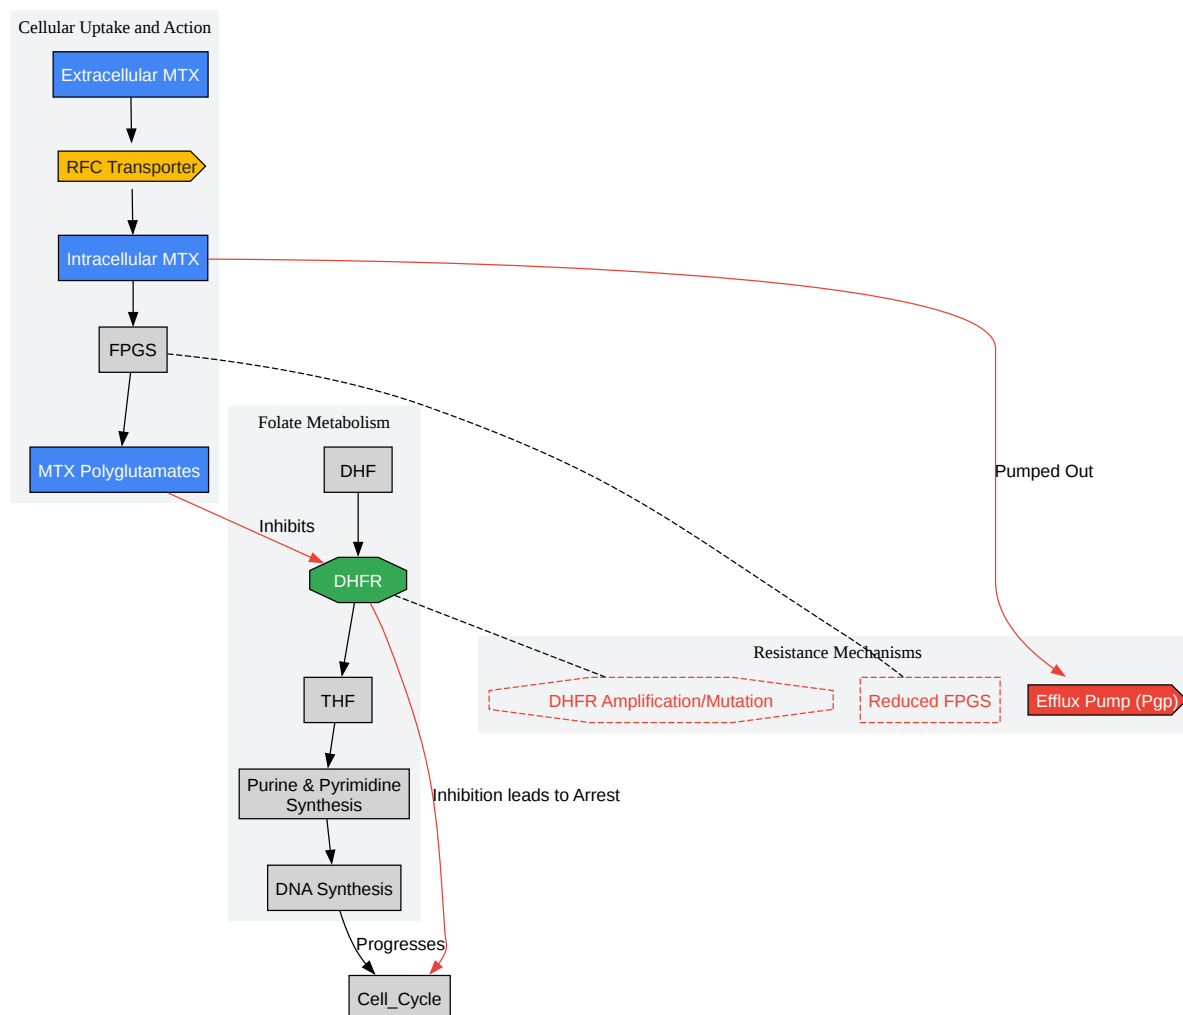 Cellular Uptake and Action
Extracellular MTX
RFC Transporter
Intracellular MTX
FPGS
MTX Polyglutamates
Inhibits
Folate Metabolism
DHF
DHFR
THF
Purine & Pyrimidine
Synthesis
DNA Synthesis
Progresses
Cell_Cycle
Inhibition leads to Arrest
Pumped Out
Resistance Mechanisms
DHFR Amplification/Mutation
Reduced FPGS
Efflux Pump (Pgp)